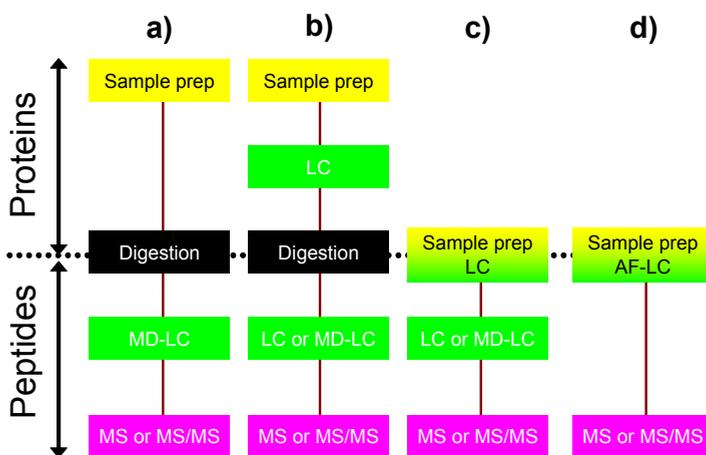 a) b) c) d)
Proteins
Sample prep Sample prep
LC
Digestion Digestion Sample prep Sample prep
LC AF-LC
Peptides
MD-LC LC or MD-LC LC or MD-LC
MS or MS/MS MS or MS/MS MS or MS/MS MS or MS/MS